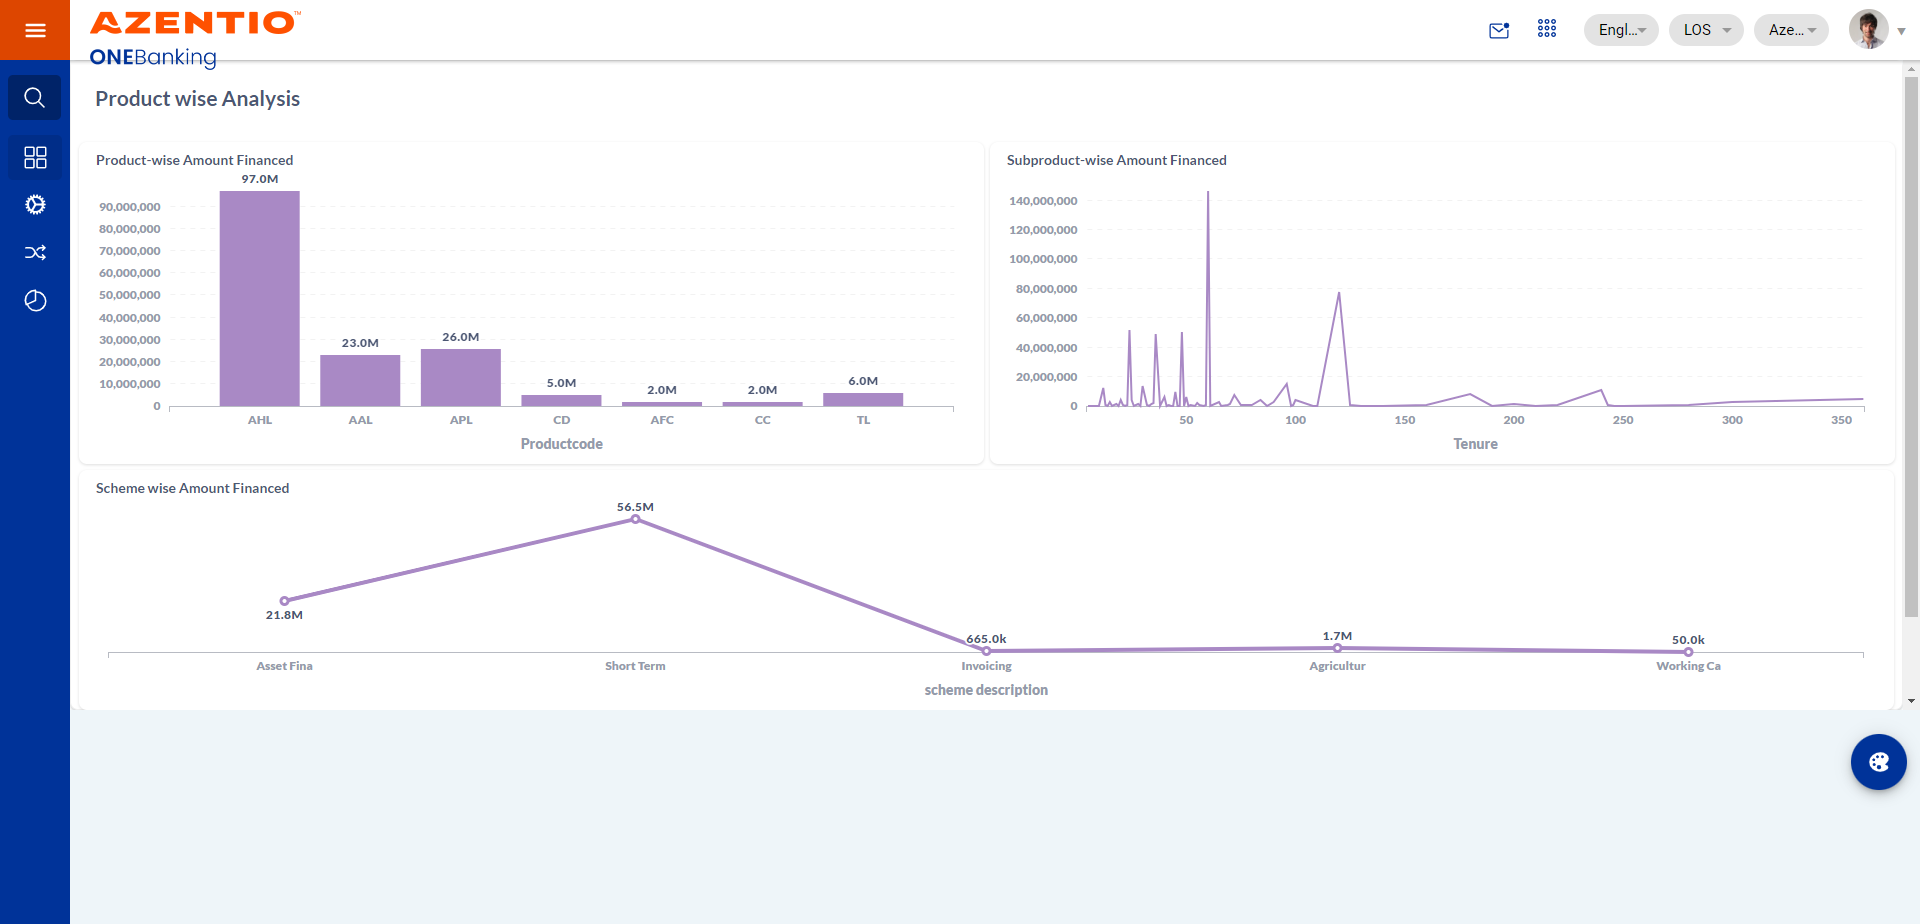 AZENTIO™
ONEBanking
Engl...
LOS
Aze...
Product wise Analysis
Product-wise Amount Financed
97.0M
90,000,000
80,000,000
70,000,000
60,000,000
50,000,000
40,000,000
30,000,000
20,000,000
10,000,000
0
23.0M
26.0M
5.0M
2.0M
2.0M
6.0M
AHL
AAL
APL
CD
AFC
CC
TL
Productcode
Subproduct-wise Amount Financed
140,000,000
120,000,000
100,000,000
80,000,000
60,000,000
40,000,000
20,000,000
0
50
100
150
200
250
300
350
Tenure
Scheme wise Amount Financed
21.8M
56.5M
665.0k
1.7M
50.0k
Asset Fina
Short Term
Invoicing
Agricultur
Working Ca
scheme description